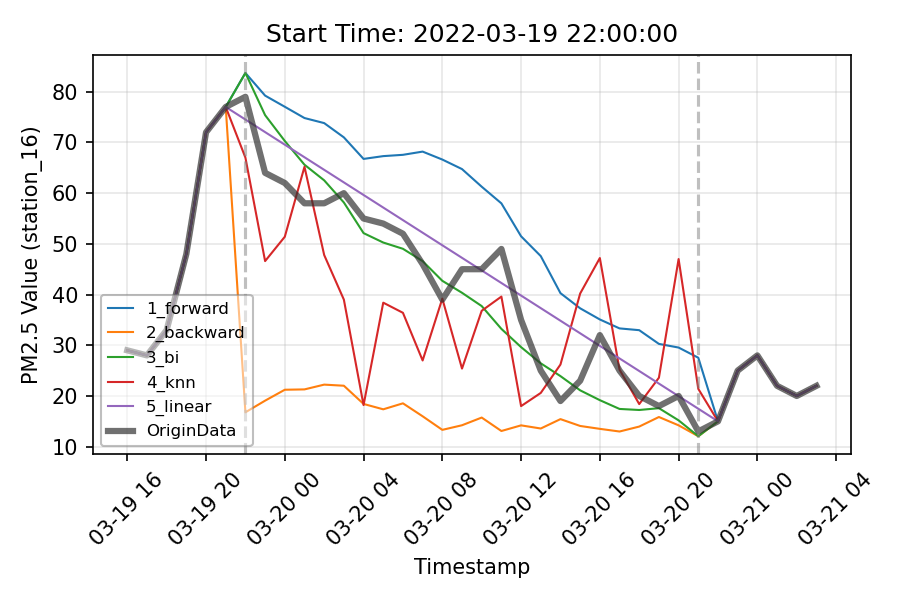 Start Time: 2022-03-19 22:00:00
PM2.5 Value (station_16)
80
70
60
50
40
30
20
10
1_forward
2_backward
3_bi
4_knn
5_linear
OriginData
03-19 16
03-19 20
03-20 00
03-20 04
03-20 08
03-20 12
03-20 16
03-20 20
03-21 00
03-21 04
Timestamp